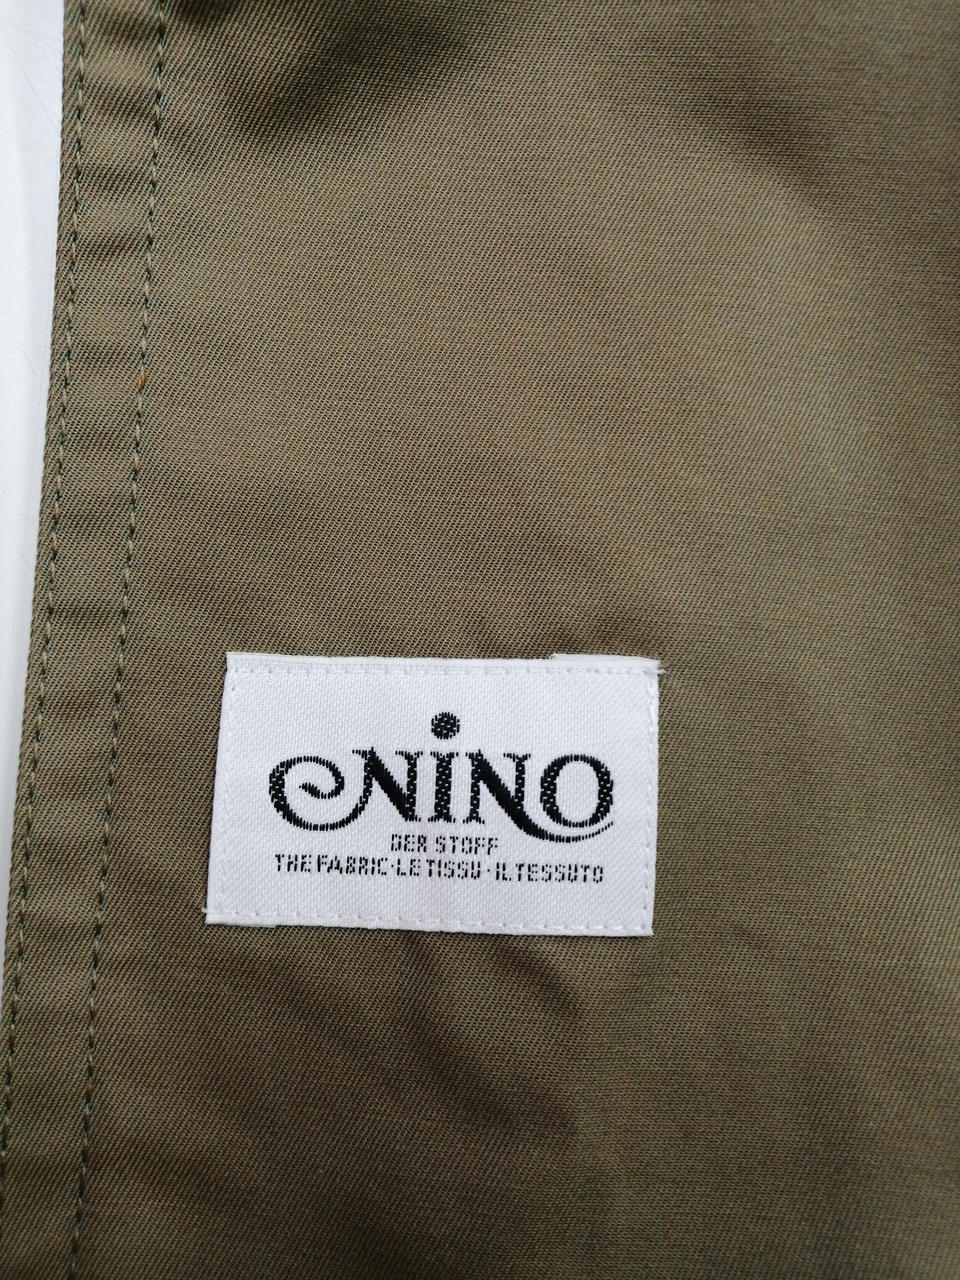 NiNO
DER STOFF
THE FABRIC · LE TISSU · IL TESSUTO